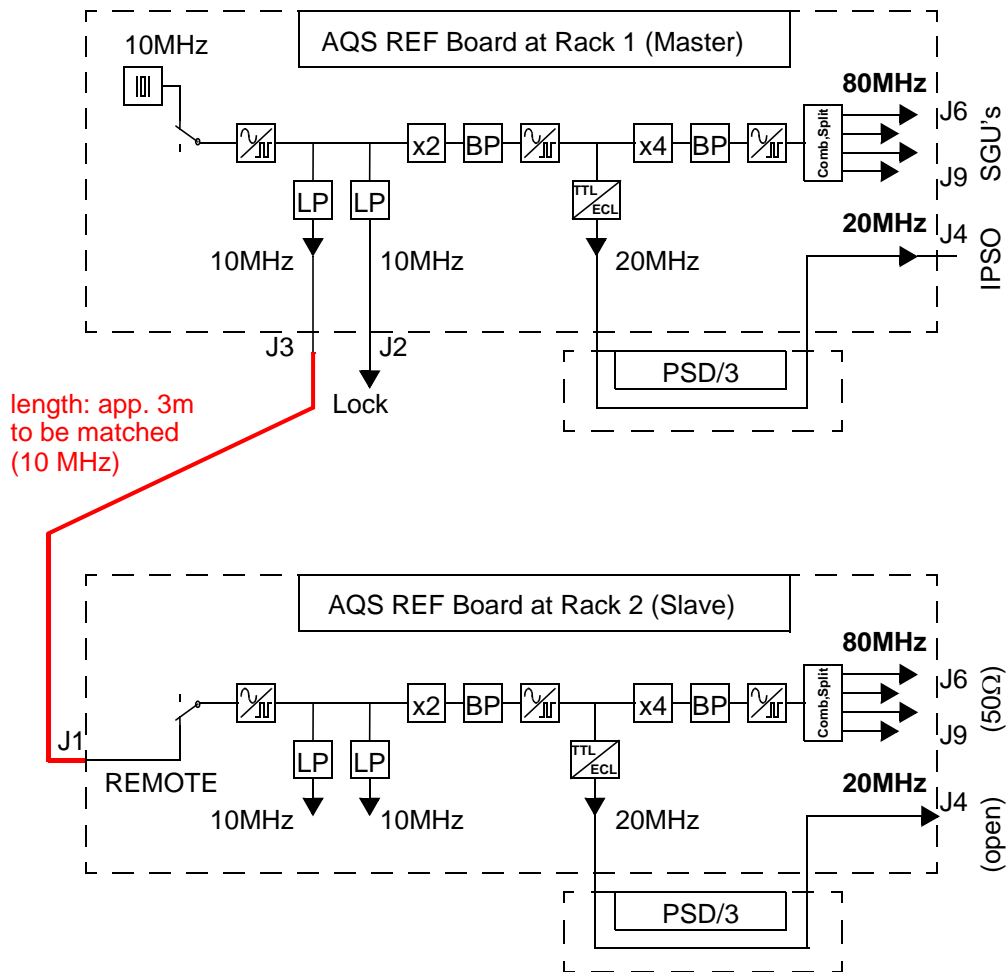 AQS REF Board at Rack 1 (Master)
10MHz
80MHz
J6
SGU's
J9
x2
BP
x4
BP
Comb,Split
LP
LP
TTL
ECL
10MHz
10MHz
20MHz
20MHz
J4
IPSO
J3
J2
Lock
PSD/3
length: app. 3m
to be matched
(10 MHz)
AQS REF Board at Rack 2 (Slave)
80MHz
J6
(50Ω)
J9
x2
BP
x4
BP
Comb,Split
J1
REMOTE
LP
LP
TTL
ECL
10MHz
10MHz
20MHz
20MHz
J4
(open)
PSD/3